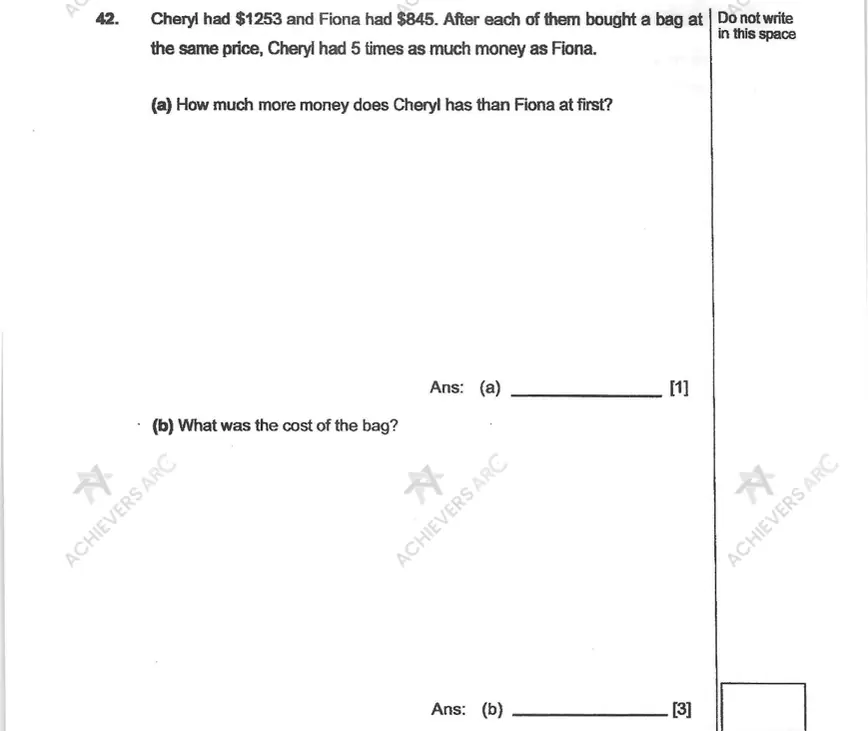 42. Cheryl had $1253 and Fiona had $845. After each of them bought a bag at
the same price, Cheryl had 5 times as much money as Fiona.
Do not write
in this space
(a) How much more money does Cheryl has than Fiona at first?
Ans: (a) ____________ [1]
(b) What was the cost of the bag?
ACHIEVERS ARC
ACHIEVERS ARC
ACHIEVERS ARC
Ans: (b) ____________ [3]